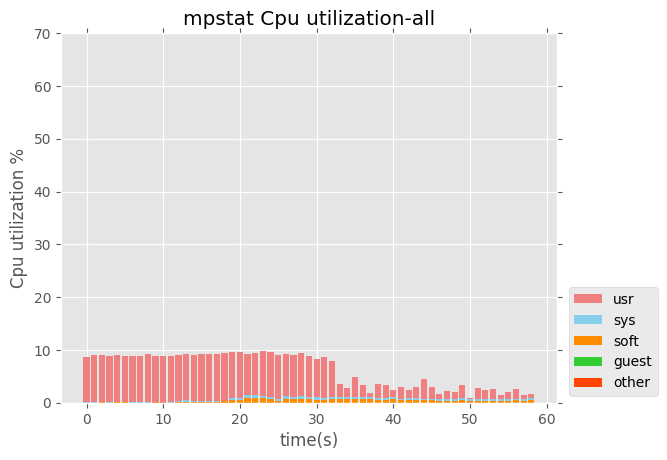 mpstat Cpu utilization-all
70
60
50
40
30
20
10
0
Cpu utilization %
0 10 20 30 40 50 60
time(s)
usr
sys
soft
guest
other